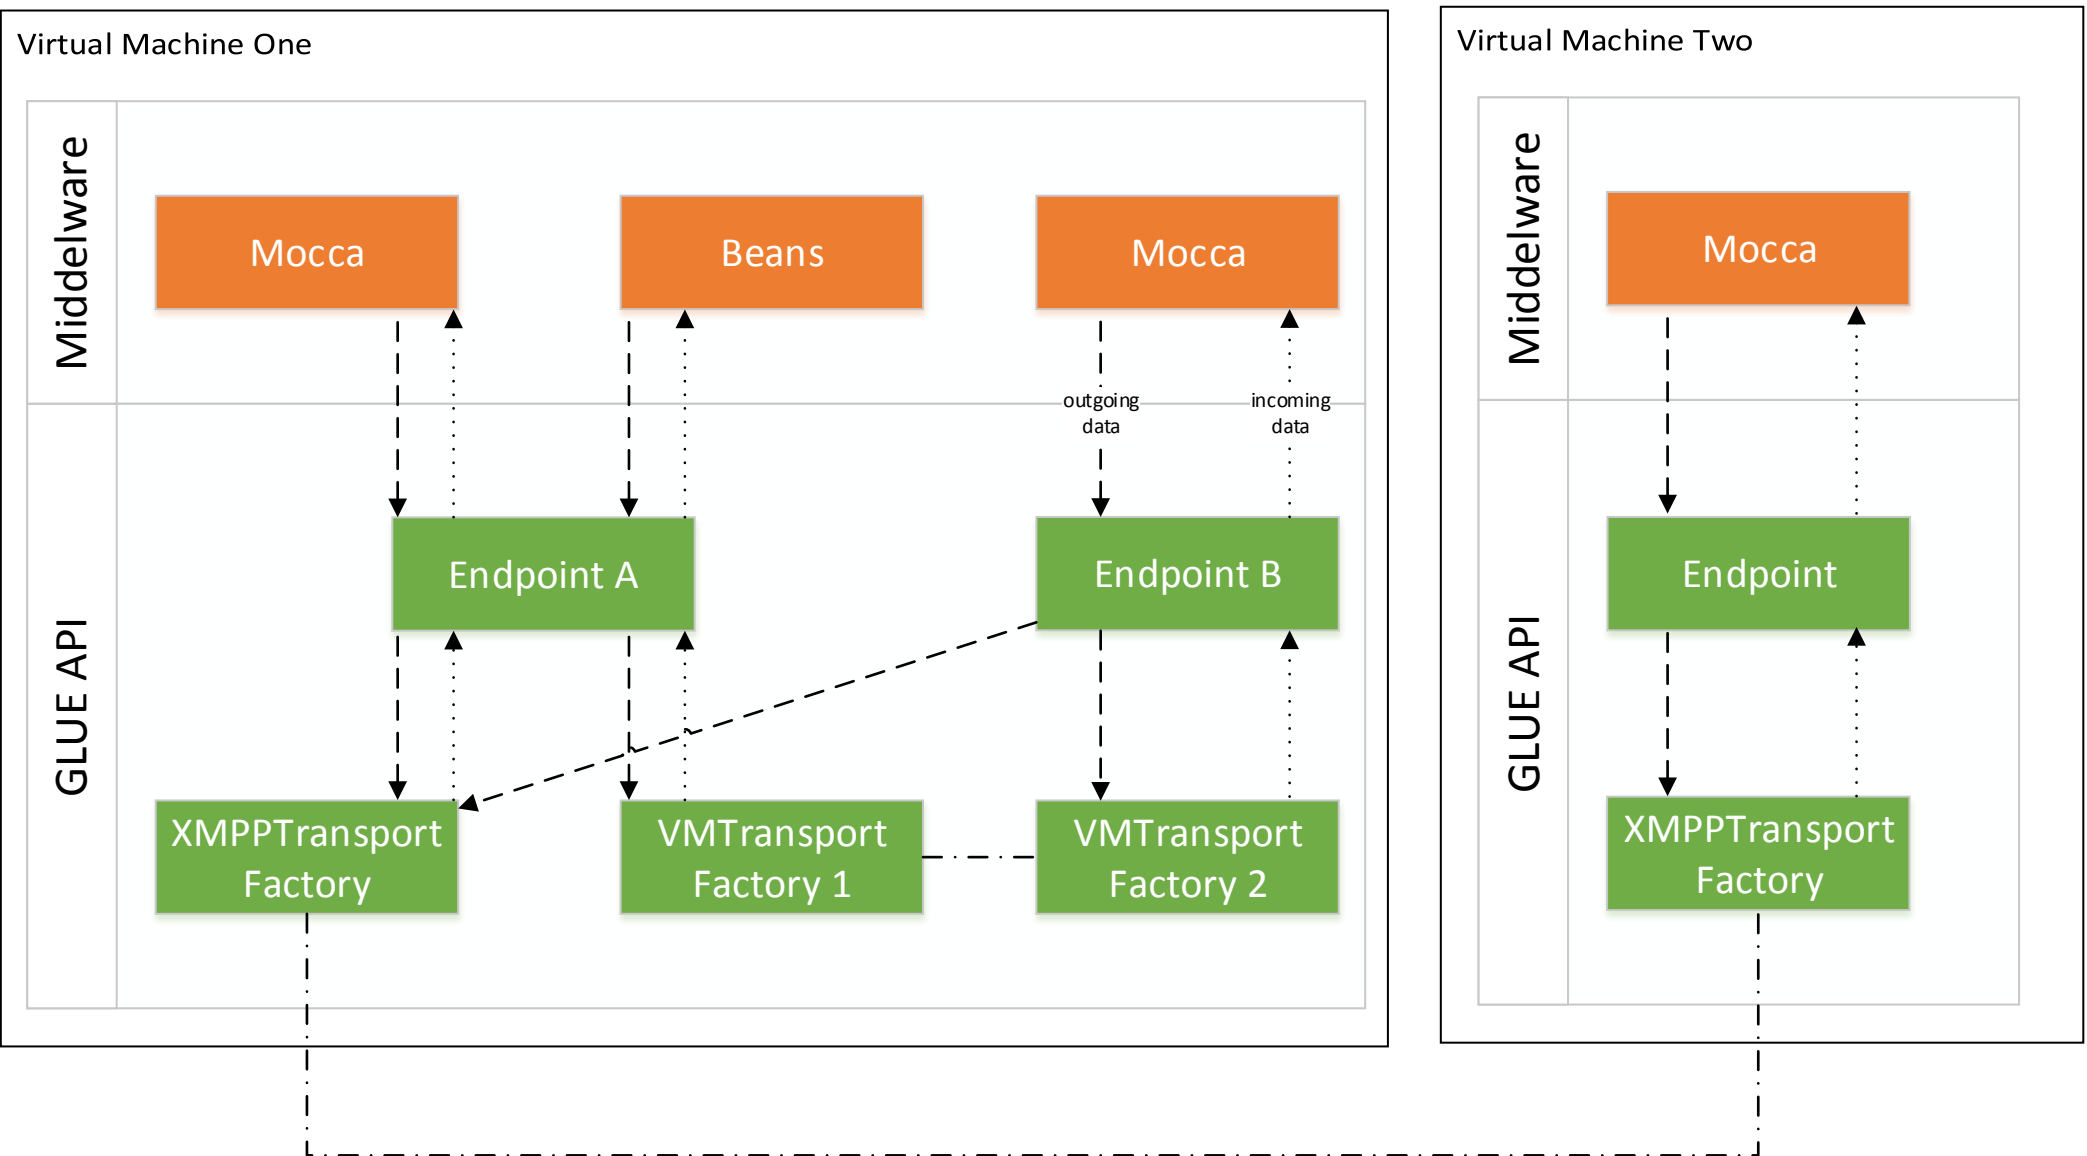 Virtual Machine One
Middelware
Mocca
Beans
Mocca
outgoing
data
incoming
data
GLUE API
Endpoint A
Endpoint B
XMPPTransport
Factory
VMTransport
Factory 1
VMTransport
Factory 2
Virtual Machine Two
Middelware
Mocca
GLUE API
Endpoint
XMPPTransport
Factory